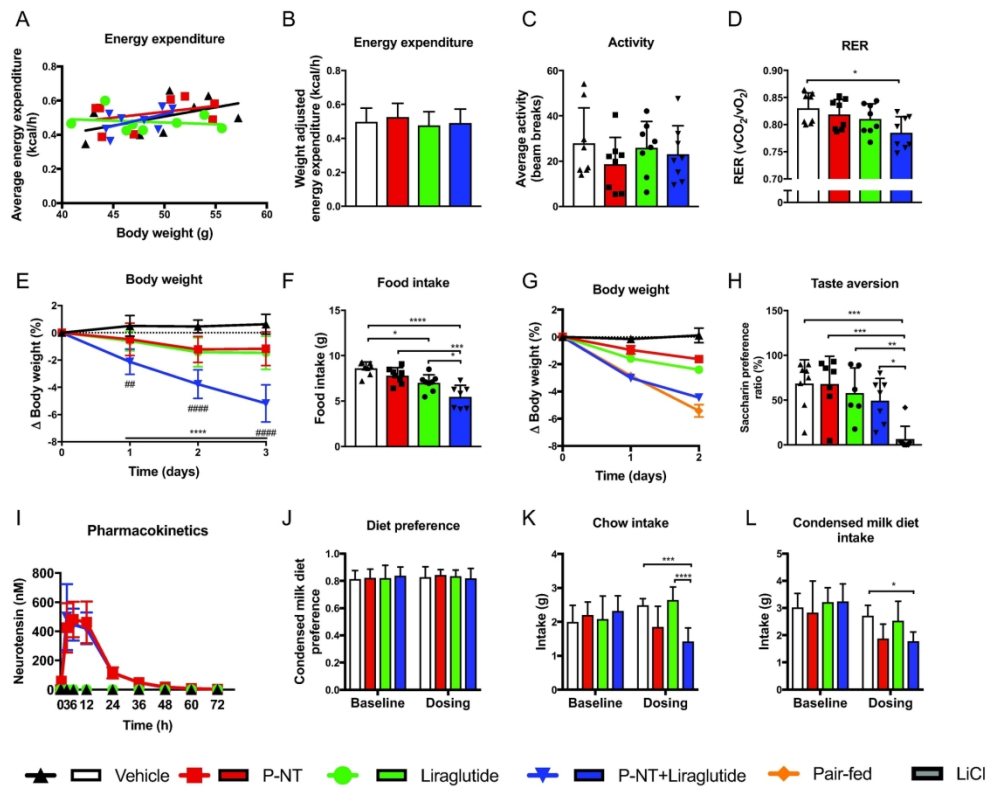 A
Energy expenditure
Average energy expenditure
(kcal/h)
0.8
0.6
0.4
0.2
0.0
40
45
50
55
60
Body weight (g)
B
Energy expenditure
Weight adjusted
energy expenditure (kcal/h)
0.8
0.6
0.4
0.2
0.0
C
Activity
Average activity
(beam breaks)
60
40
20
0
D
RER
RER (vCO2/vO2)
0.90
0.85
0.80
0.75
0.70
0.00
*
E
Body weight
Δ Body weight (%)
2
0
-2
-4
-6
-8
##
####
####
****
0
1
2
3
Time (days)
F
Food intake
Food intake (g)
15
10
5
0
****
*
***
*
G
Body weight
Δ Body weight (%)
2
0
-2
-4
-6
-8
0
1
2
Time (days)
H
Taste aversion
Saccharin preference
ratio (%)
150
100
50
0
***
***
**
*
I
Pharmacokinetics
Neurotensin (nM)
800
600
400
200
0
036 12 24 36 48 60 72
Time (h)
J
Diet preference
Condensed milk diet
preference
1.0
0.8
0.6
0.4
0.2
0.0
Baseline Dosing
K
Chow intake
Intake (g)
4
3
2
1
0
***
****
Baseline Dosing
L
Condensed milk diet
intake
Intake (g)
5
4
3
2
1
0
*
Baseline Dosing
Vehicle P-NT Liraglutide P-NT+Liraglutide Pair-fed LiCl